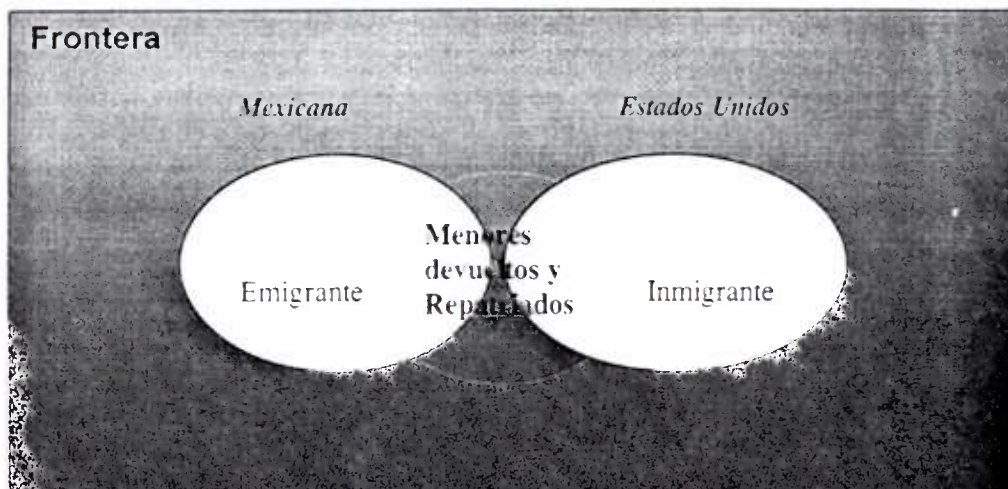 Frontera
Mexicana
Estados Unidos
Menores
devueltos y
Repatriados
Emigrante
Inmigrante